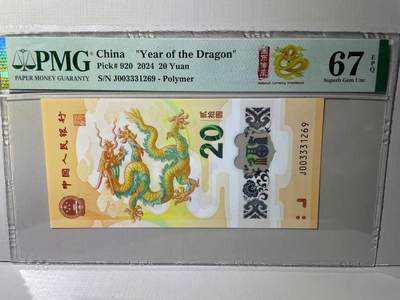 PMG
PAPER MONEY GUARANTY
China "Year of the Dragon"
Pick# 920 2024 20 Yuan
S/N J003331269 - Polymer
67
EPQ
Superb Gem Unc
中国人民银行
20
贰拾圆
J003331269